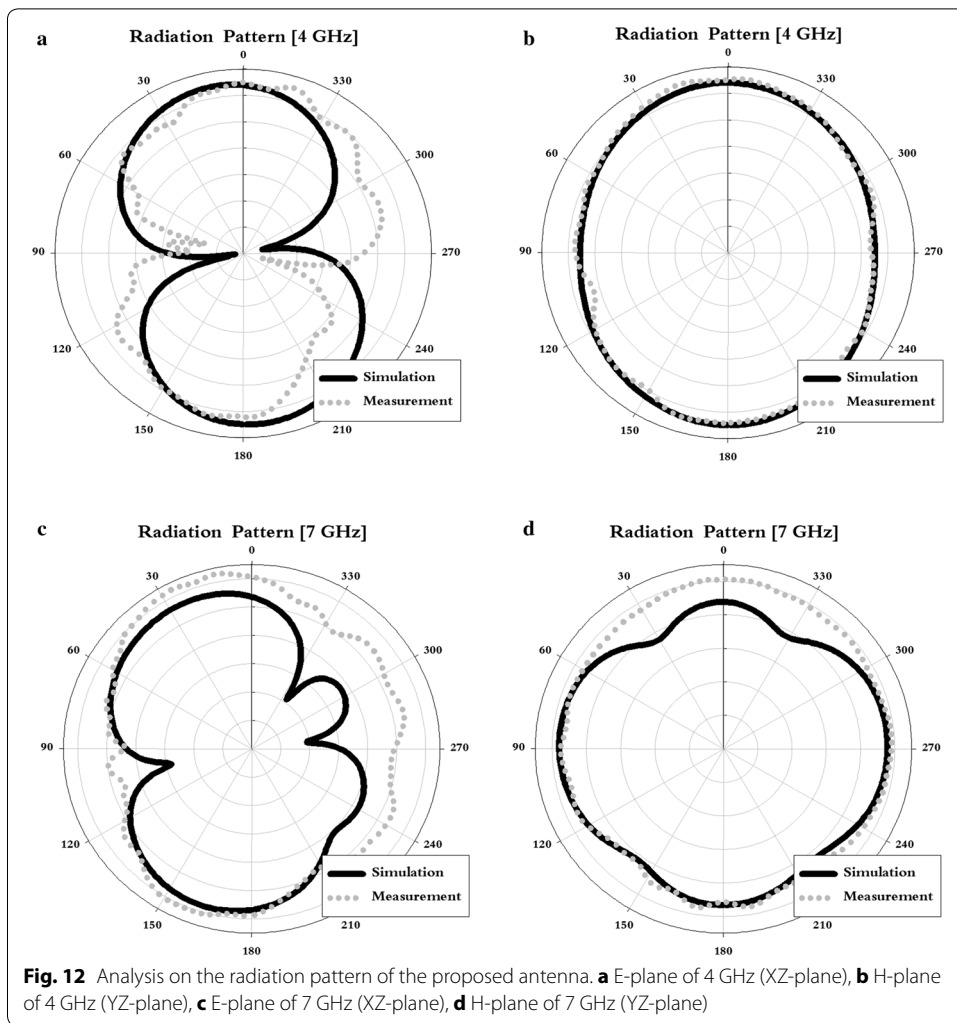 a
Radiation Pattern [4 GHz]
0
30
330
60
300
90
270
120
240
150
210
180
Simulation
Measurement
b
Radiation Pattern [4 GHz]
0
30
330
60
300
90
270
120
240
150
210
180
Simulation
Measurement
c
Radiation Pattern [7 GHz]
0
30
330
60
300
90
270
120
240
150
210
180
Simulation
Measurement
d
Radiation Pattern [7 GHz]
0
30
330
60
300
90
270
120
240
150
210
180
Simulation
Measurement
Fig. 12 Analysis on the radiation pattern of the proposed antenna. a E-plane of 4 GHz (XZ-plane), b H-plane
of 4 GHz (YZ-plane), c E-plane of 7 GHz (XZ-plane), d H-plane of 7 GHz (YZ-plane)